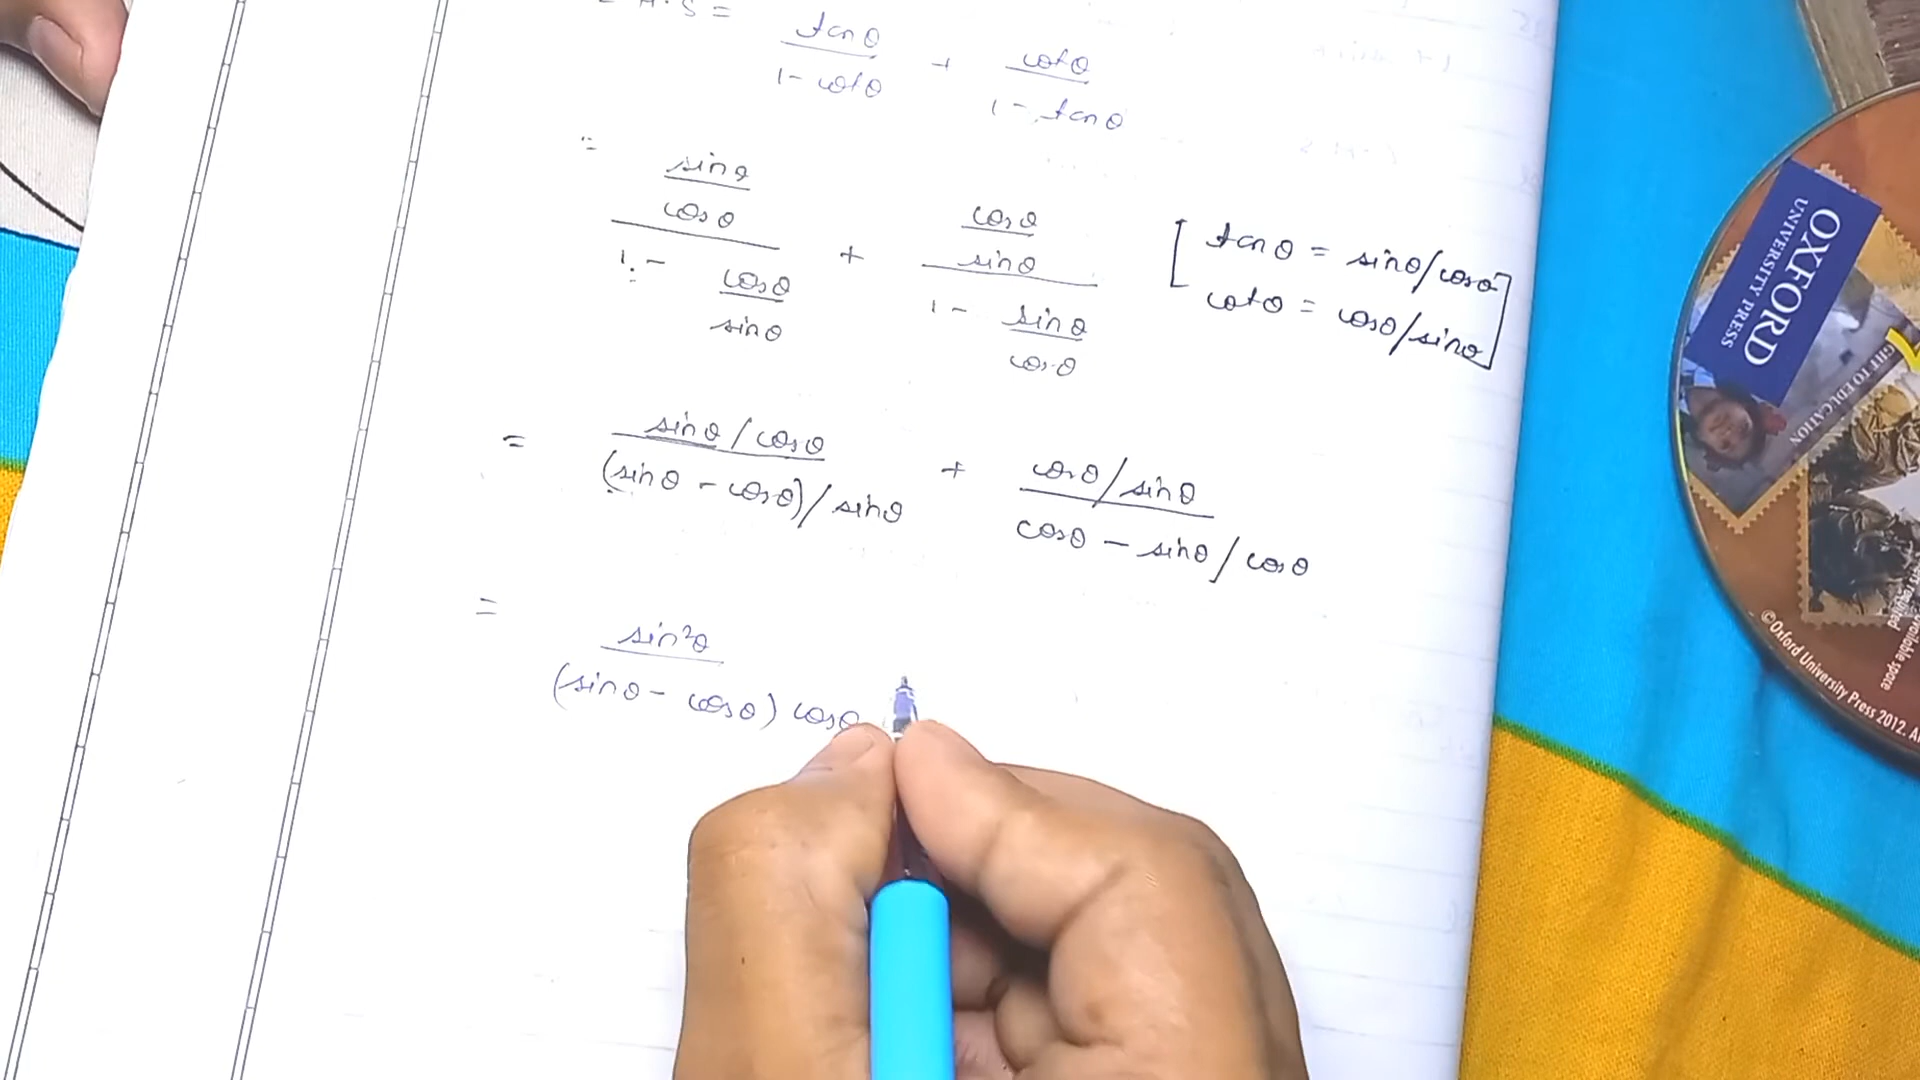 H.S = tanθ / 1 - cotθ + cotθ / 1 - tanθ
= sinθ/cosθ / 1 - cosθ/sinθ + cosθ/sinθ / 1 - sinθ/cosθ [ tanθ = sinθ/cosθ
cotθ = cosθ/sinθ ]
= sinθ/cosθ / (sinθ - cosθ)/sinθ + cosθ/sinθ / cosθ - sinθ/cosθ
= sin²θ / (sinθ - cosθ) cosθ
OXFORD
UNIVERSITY PRESS
GHT TO EDUCATION
©Oxford University Press 2012. A